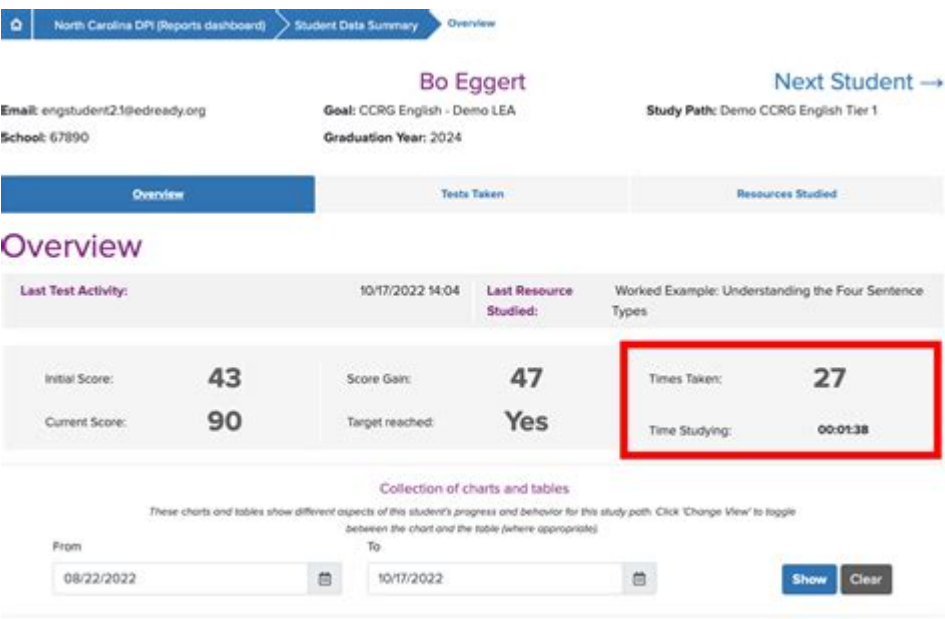 North Carolina DPI (Reports dashboard) Student Data Summary Overview
Bo Eggert Next Student →
Email: engstudent2.1@edready.org Goal: CCRG English - Demo LEA Study Path: Demo CCRG English Tier 1
School: 67890 Graduation Year: 2024
Overview Tests Taken Resources Studied
Overview
Last Test Activity: 10/17/2022 14:04 Last Resource Studied: Worked Example: Understanding the Four Sentence Types
Initial Score: 43 Score Gain: 47 Times Taken: 27
Current Score: 90 Target reached: Yes Time Studying: 00:01:38
Collection of charts and tables
These charts and tables show different aspects of this student's progress and behavior for this study path. Click 'Change View' to toggle
between the chart and the table (where appropriate).
From To
08/22/2022 10/17/2022 Show Clear